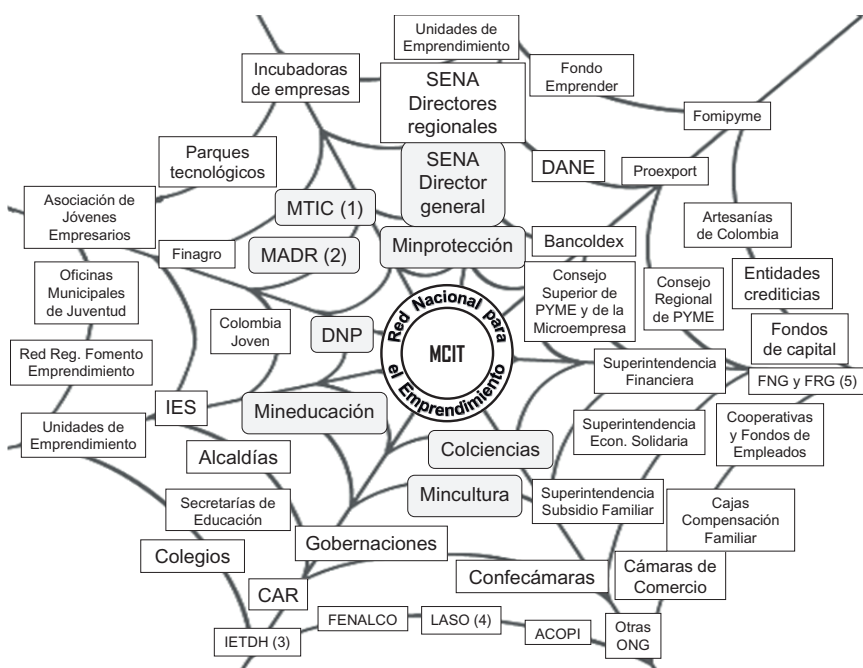 Unidades de
Emprendimiento
Incubadoras
de empresas
SENA
Directores
regionales
Fondo
Emprender
Fomipyme
Parques
tecnológicos
SENA
Director
general
DANE
Proexport
Asociación de
Jóvenes
Empresarios
MTIC (1)
Artesanías
de Colombia
Finagro
MADR (2)
Minprotección
Bancoldex
Oficinas
Municipales
de Juventud
Consejo
Superior de
PYME y de la
Microempresa
Consejo
Regional
de PYME
Entidades
crediticias
Colombia
Joven
DNP
Red Nacional para
el Emprendimiento
MCIT
Fondos
de capital
Red Reg. Fomento
Emprendimiento
Superintendencia
Financiera
FNG y FRG (5)
IES
Mineducación
Unidades de
Emprendimiento
Superintendencia
Econ. Solidaria
Cooperativas
y Fondos de
Empleados
Alcaldías
Colciencias
Mincultura
Secretarías de
Educación
Superintendencia
Subsidio Familiar
Cajas
Compensación
Familiar
Colegios
Gobernaciones
Confecámaras
Cámaras de
Comercio
CAR
IETDH (3)
FENALCO
LASO (4)
ACOPI
Otras
ONG